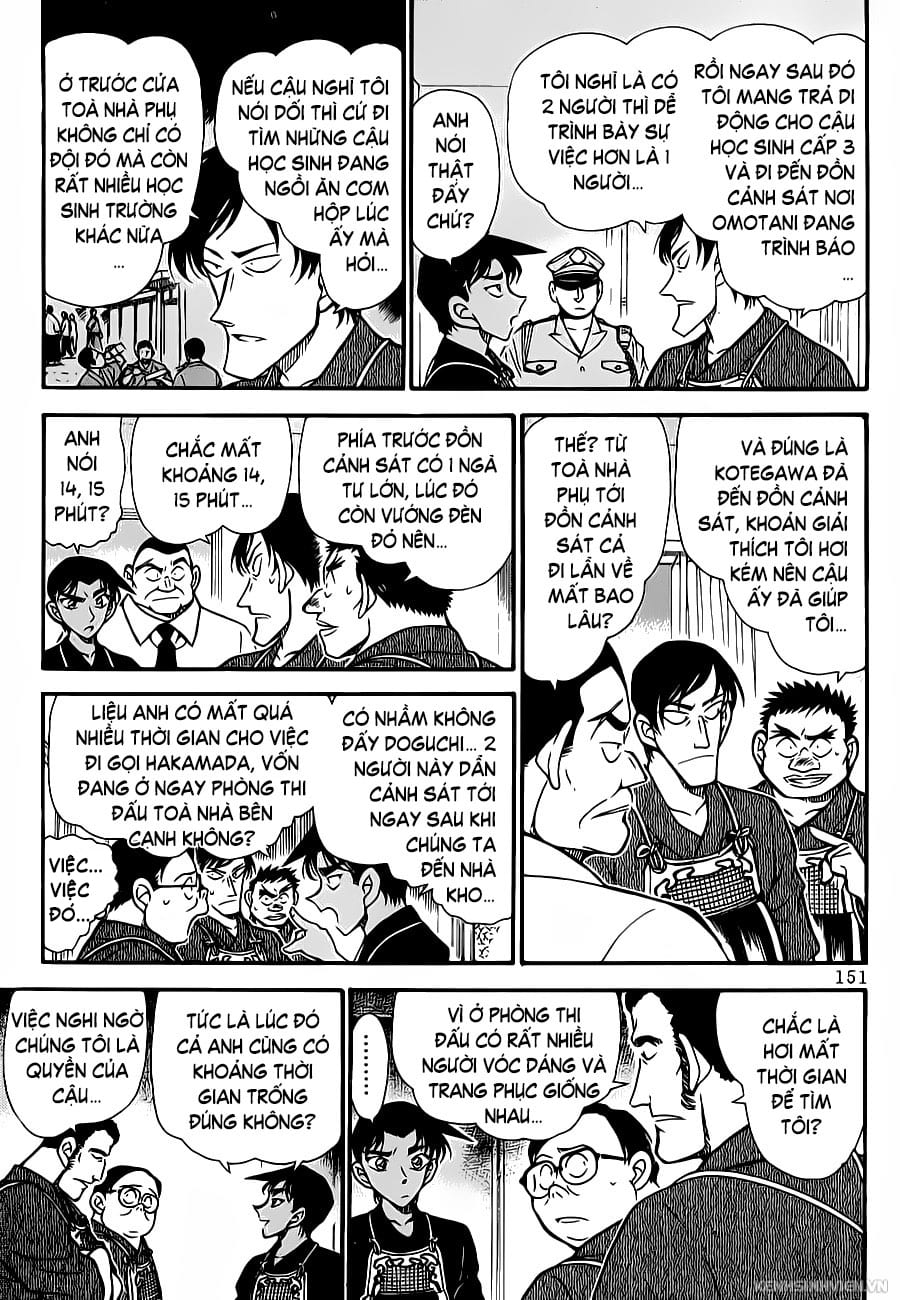 RỒI NGAY SAU ĐÓ
TÔI MANG TRẢ DI
ĐỘNG CHO CẬU
HỌC SINH CẤP 3
VÀ ĐI ĐẾN ĐỒN
CẢNH SÁT NƠI
OMOTANI ĐANG
TRÌNH BÁO
...
TÔI NGHĨ LÀ CÓ
2 NGƯỜI THÌ DỄ
TRÌNH BÀY SỰ
VIỆC HƠN LÀ 1
NGƯỜI...
ANH
NÓI
THẬT
ĐẤY
CHỨ?
NẾU CẬU NGHĨ TÔI
NÓI DỐI THÌ CỨ ĐI
TÌM NHỮNG CẬU
HỌC SINH ĐANG
NGỒI ĂN CƠM
HỘP LÚC
ẤY MÀ
HỎI...
Ở TRƯỚC CỬA
TOÀ NHÀ PHỤ
KHÔNG CHỈ CÓ
ĐỘI ĐÓ MÀ CÒN
RẤT NHIỀU HỌC
SINH TRƯỜNG
KHÁC NỮA
...
VÀ ĐÚNG LÀ
KOTEGAWA ĐÃ
ĐẾN ĐỒN CẢNH
SÁT, KHOẢN GIẢI
THÍCH TÔI HƠI
KÉM NÊN CẬU
ẤY ĐÃ GIÚP
TÔI...
THẾ? TỪ
TOÀ NHÀ
PHỤ TỚI
ĐỒN CẢNH
SÁT CẢ
ĐI LẪN VỀ
MẤT BAO
LÂU?
PHÍA TRƯỚC ĐỒN
CẢNH SÁT CÓ 1 NGÃ
TƯ LỚN, LÚC ĐÓ
CÒN VƯỚNG ĐÈN
ĐỎ NÊN...
CHẮC MẤT
KHOẢNG 14,
15 PHÚT...
ANH
NÓI
14, 15
PHÚT?
CÓ NHẦM KHÔNG
ĐẤY DOGUCHI... 2
NGƯỜI NÀY DẪN
CẢNH SÁT TỚI
NGAY SAU KHI
CHÚNG TA
ĐẾN NHÀ
KHO...
LIỆU ANH CÓ MẤT QUÁ
NHIỀU THỜI GIAN CHO VIỆC
ĐI GỌI HAKAMADA, VỐN
ĐANG Ở NGAY PHÒNG THI
ĐẤU TOÀ NHÀ BÊN
CẠNH KHÔNG?
VIỆC...
VIỆC
ĐÓ...
151
CHẮC LÀ
HƠI MẤT
THỜI GIAN
ĐỂ TÌM
TÔI?
VÌ Ở PHÒNG THI
ĐẤU CÓ RẤT NHIỀU
NGƯỜI VÓC DÁNG VÀ
TRANG PHỤC GIỐNG
NHAU...
.........
TỨC LÀ LÚC ĐÓ
CẢ ANH CŨNG CÓ
KHOẢNG THỜI
GIAN TRỐNG
ĐÚNG KHÔNG?
VIỆC NGHI NGỜ
CHÚNG TÔI LÀ
QUYỀN CỦA
CẬU...
KENHSINHVIEN.VN